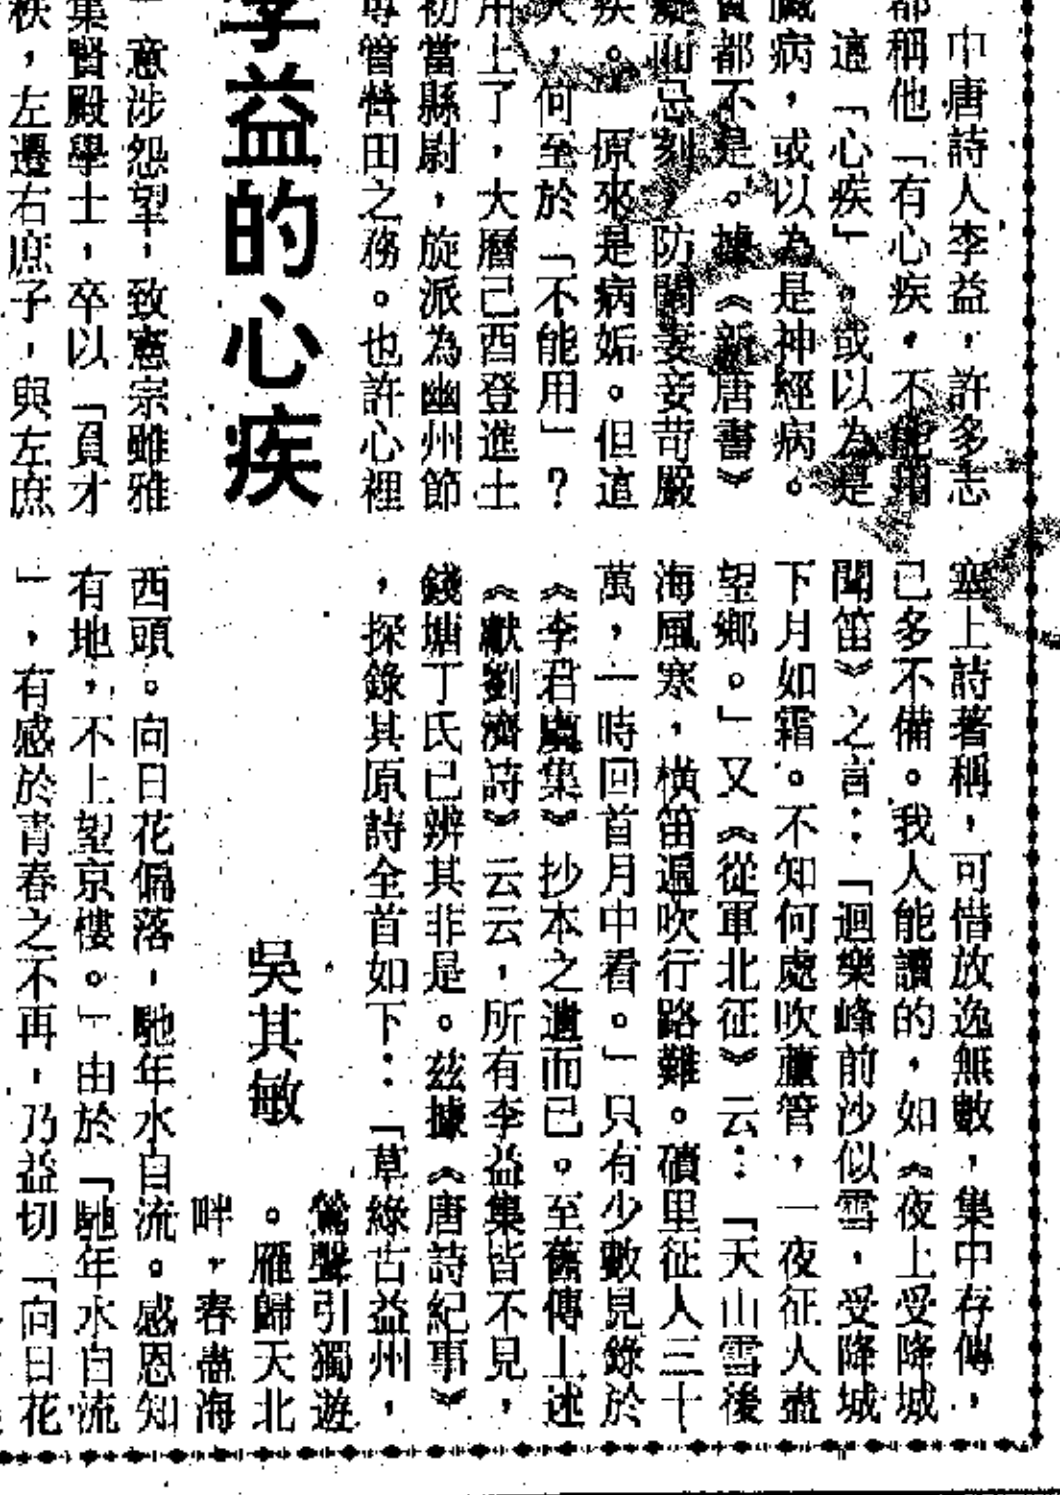 中唐詩人李益，許多志
都稱他「有心疾，不能
這「心疾」。或以為是
臟病，或以為是神經病。
實都不是。據《新唐書》
癡而忌刻，防閑妻妾苛嚴
疾。原來是病妬。但這
，何至於「不能用」？
用上了，大曆己酉登進士
初當縣尉，旋派為幽州節
專管營田之務。也許心裡
李益的心疾
意涉怨望，致憲宗雖雅
集賢殿學士，卒以「負才
秩，左遷右庶子，與左庶
塞上詩著稱，可惜放逸無數，集中存傳，
己多不備。我人能讀的，如《夜上受降城
聞笛》之言：「迴樂峰前沙似雪，受降城
下月如霜。不知何處吹蘆管，一夜征人盡
望鄉。」又《從軍北征》云：「天山雪後
海風寒，橫笛遍吹行路難。磧里征人三十
萬，一時回首月中看。」只有少數見錄於
《李君虞集》抄本之遺而已。至舊傳上述
《獻劉濟詩》云云，所有李益集皆不見，
錢塘丁氏已辨其非是。茲據《唐詩紀事》
，探錄其原詩全首如下：「草綠古益州，
鶯聲引獨遊
。雁歸天北
畔，春盡海
西頭。向日花偏落，馳年水自流。感恩知
有地，不上望京樓。」由於「馳年水自流
」，有感於青春之不再，乃益切「向日花
吳其敏